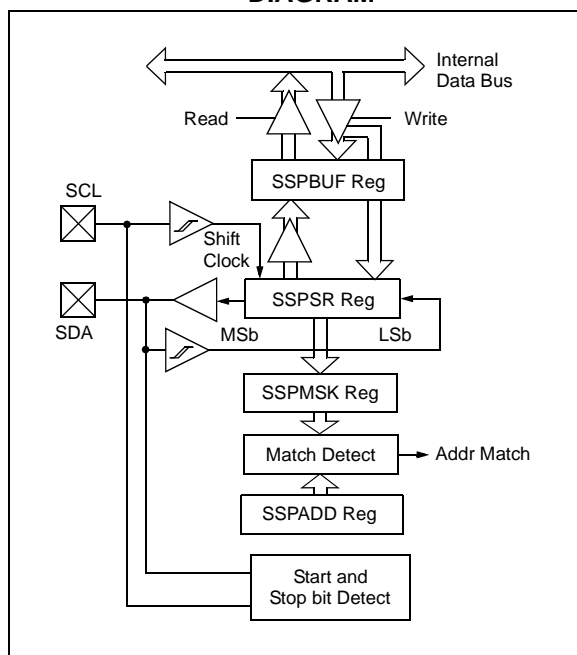 DIAGRAM
Internal
Data Bus
Read
Write
SSPBUF Reg
SCL
Shift
Clock
SSPSR Reg
SDA
MSb
LSb
SSPMSK Reg
Match Detect
Addr Match
SSPADD Reg
Start and
Stop bit Detect